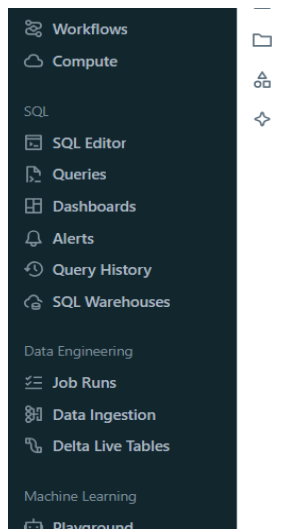 Workflows
Compute
SQL
SQL Editor
Queries
Dashboards
Alerts
Query History
SQL Warehouses
Data Engineering
Job Runs
Data Ingestion
Delta Live Tables
Machine Learning
Playground